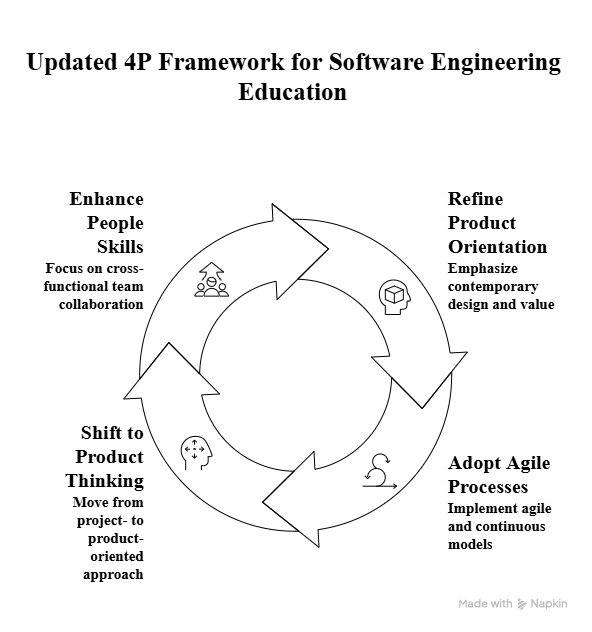 Updated 4P Framework for Software Engineering
Education
Enhance
People
Skills
Focus on cross-
functional team
collaboration
Refine
Product
Orientation
Emphasize
contemporary
design and value
Shift to
Product
Thinking
Move from
project- to
product-
oriented
approach
Adopt Agile
Processes
Implement agile
and continuous
models
Made with Napkin